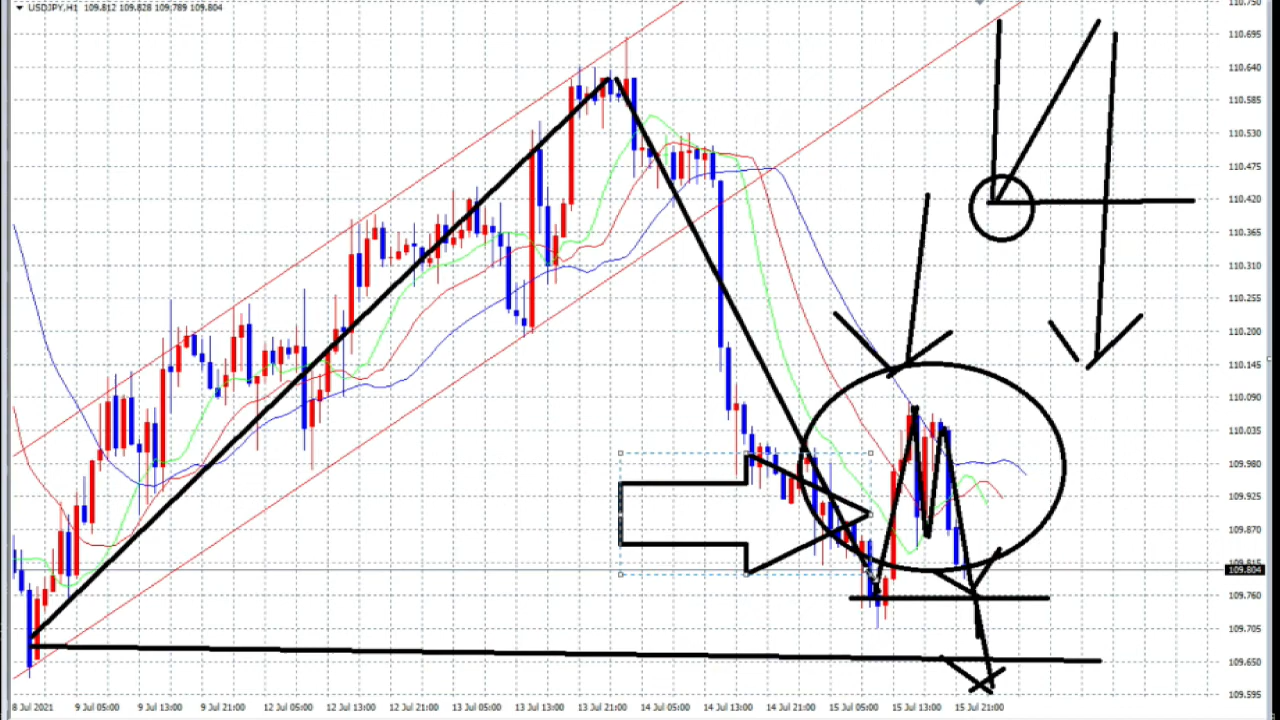 USDJPY,H1 109.812 109.828 109.789 109.804
110.750
110.695
110.640
110.585
110.530
110.475
110.420
110.365
110.310
110.255
110.200
110.145
110.090
110.035
109.980
109.925
109.870
109.804
109.760
109.705
109.650
109.595
8 Jul 2021
9 Jul 05:00
9 Jul 13:00
9 Jul 21:00
12 Jul 05:00
12 Jul 13:00
12 Jul 21:00
13 Jul 05:00
13 Jul 13:00
13 Jul 21:00
14 Jul 05:00
14 Jul 13:00
14 Jul 21:00
15 Jul 05:00
15 Jul 13:00
15 Jul 21:00